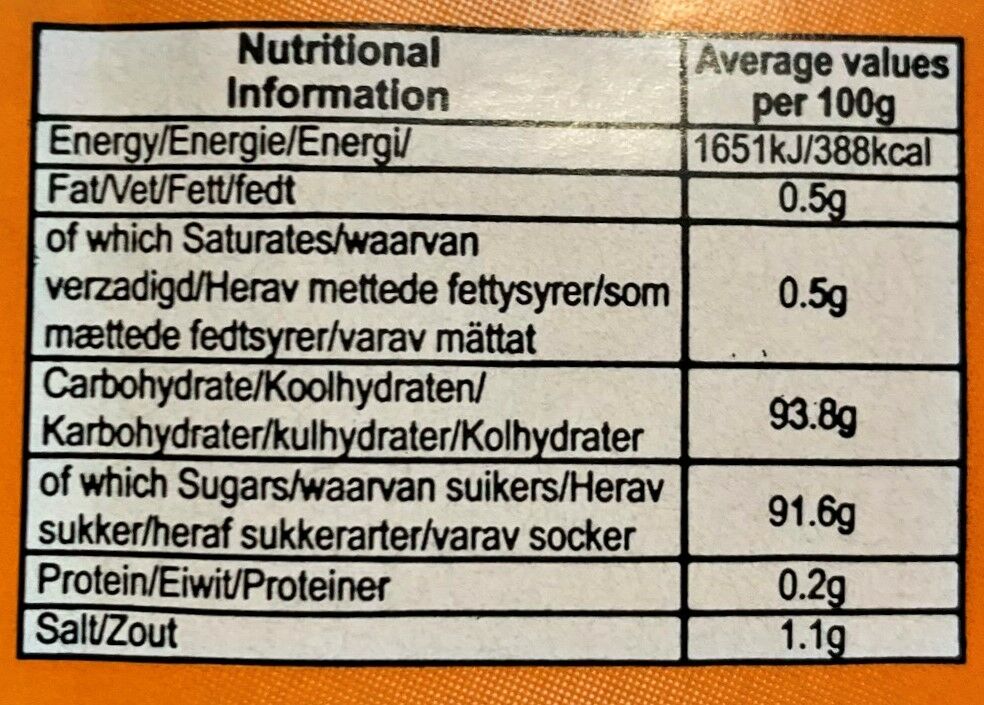 Nutritional
Information
Average values
per 100g
Energy/Energie/Energi/
1651kJ/388kcal
Fat/Vet/Fett/fedt
0.5g
of which Saturates/waarvan
verzadigd/Herav mettede fettysyrer/som
mættede fedtsyrer/varav mättat
0.5g
Carbohydrate/Koolhydraten/
Karbohydrater/kulhydrater/Kolhydrater
93.8g
of which Sugars/waarvan suikers/Herav
sukker/heraf sukkerarter/varav socker
91.6g
Protein/Eiwit/Proteiner
0.2g
Salt/Zout
1.1g